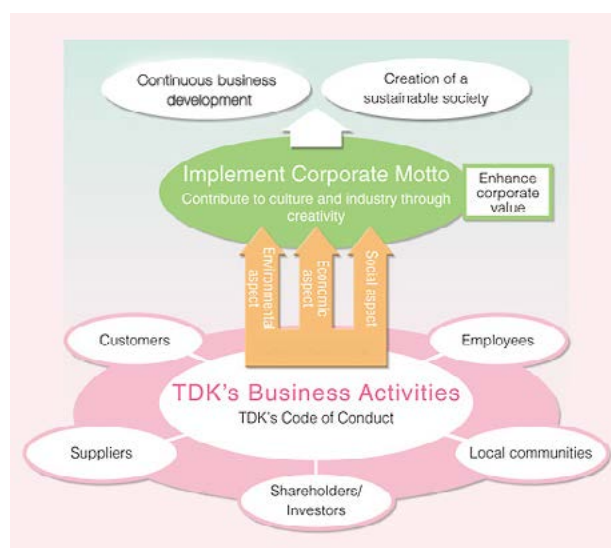 Continuous business
development
Creation of a
sustainable society
Implement Corporate Motto
Contribute to culture and industry through
creativity
Enhance
corporate
value
Environmental
aspect
Economic
aspect
Social aspect
Customers
Employees
TDK's Business Activities
TDK's Code of Conduct
Suppliers
Local communities
Shareholders/
Investors